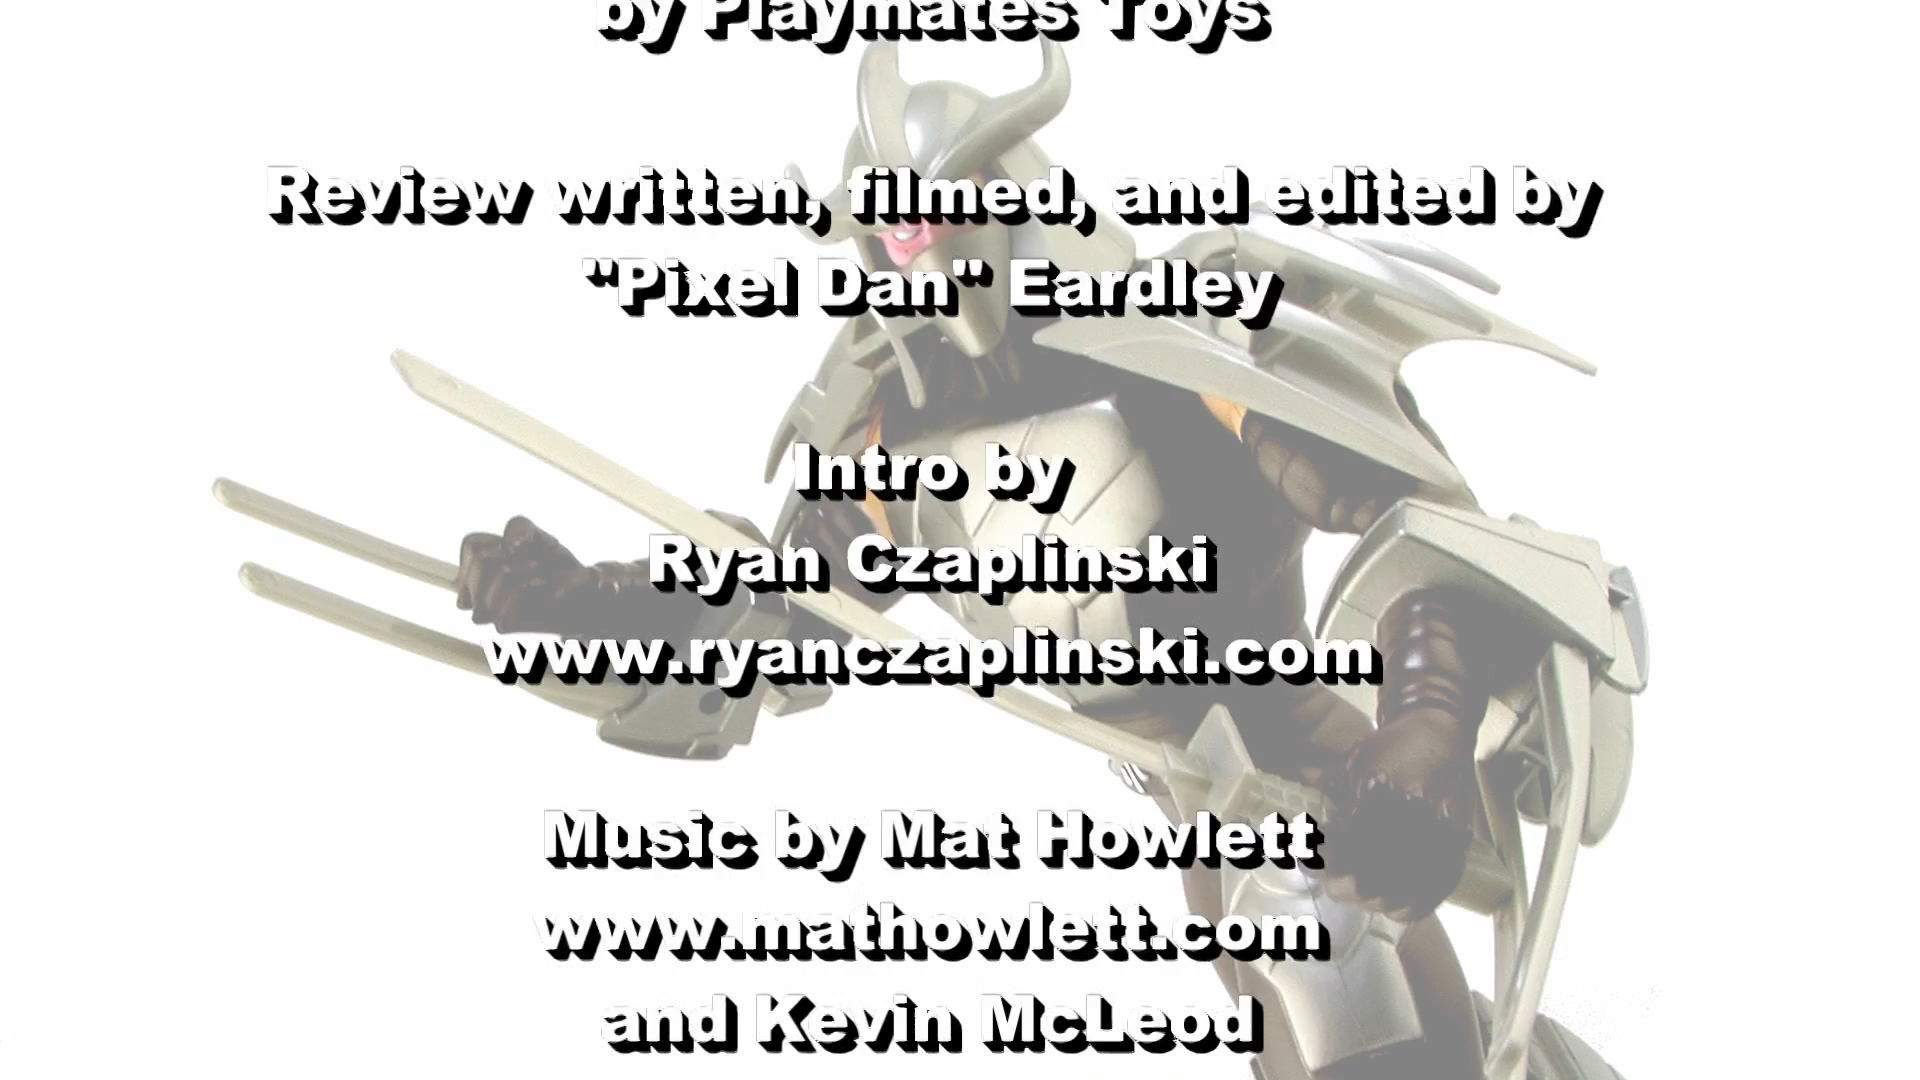 by Playmates Toys
Review written, filmed, and edited by
"Pixel Dan" Eardley
Intro by
Ryan Czaplinski
www.ryanczaplinski.com
Music by Mat Howlett
www.mathowlett.com
and Kevin McLeod